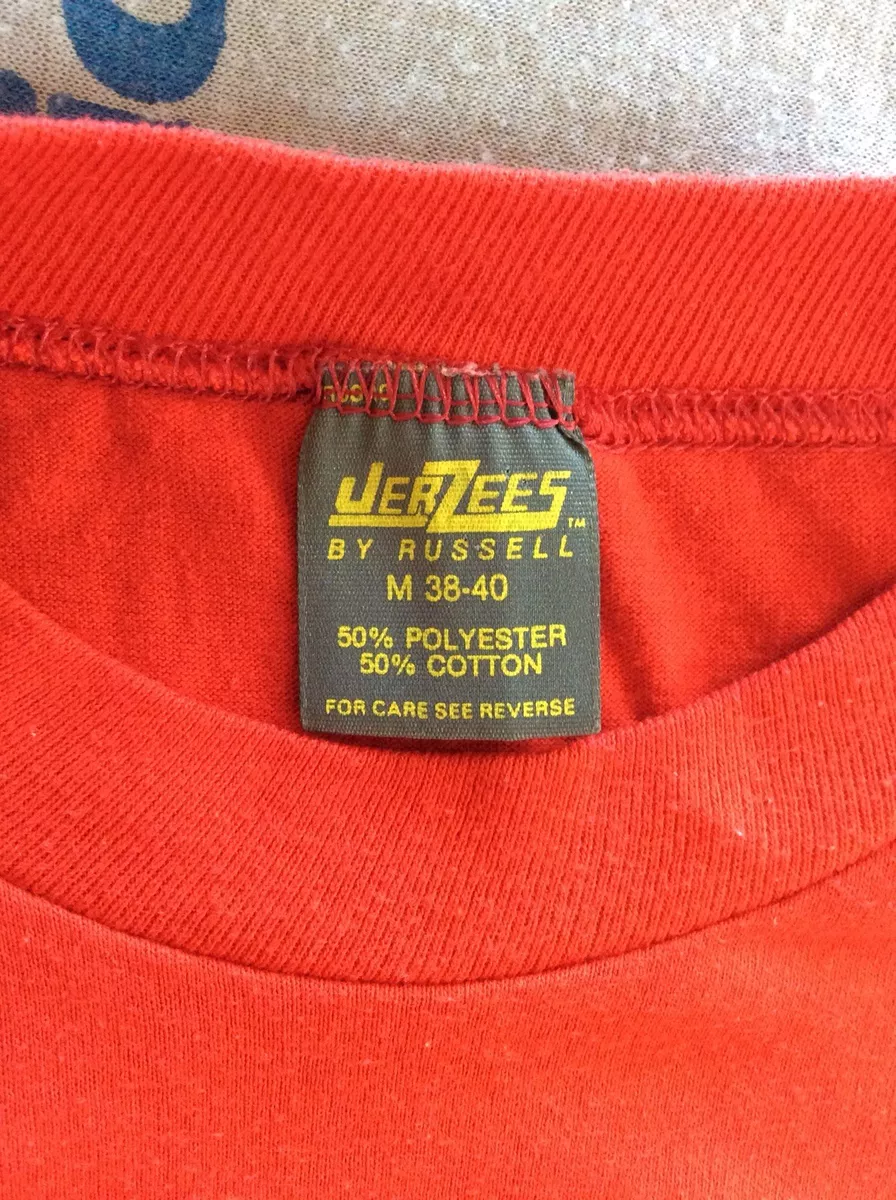 JERZEES™
BY RUSSELL
M 38-40
50% POLYESTER
50% COTTON
FOR CARE SEE REVERSE